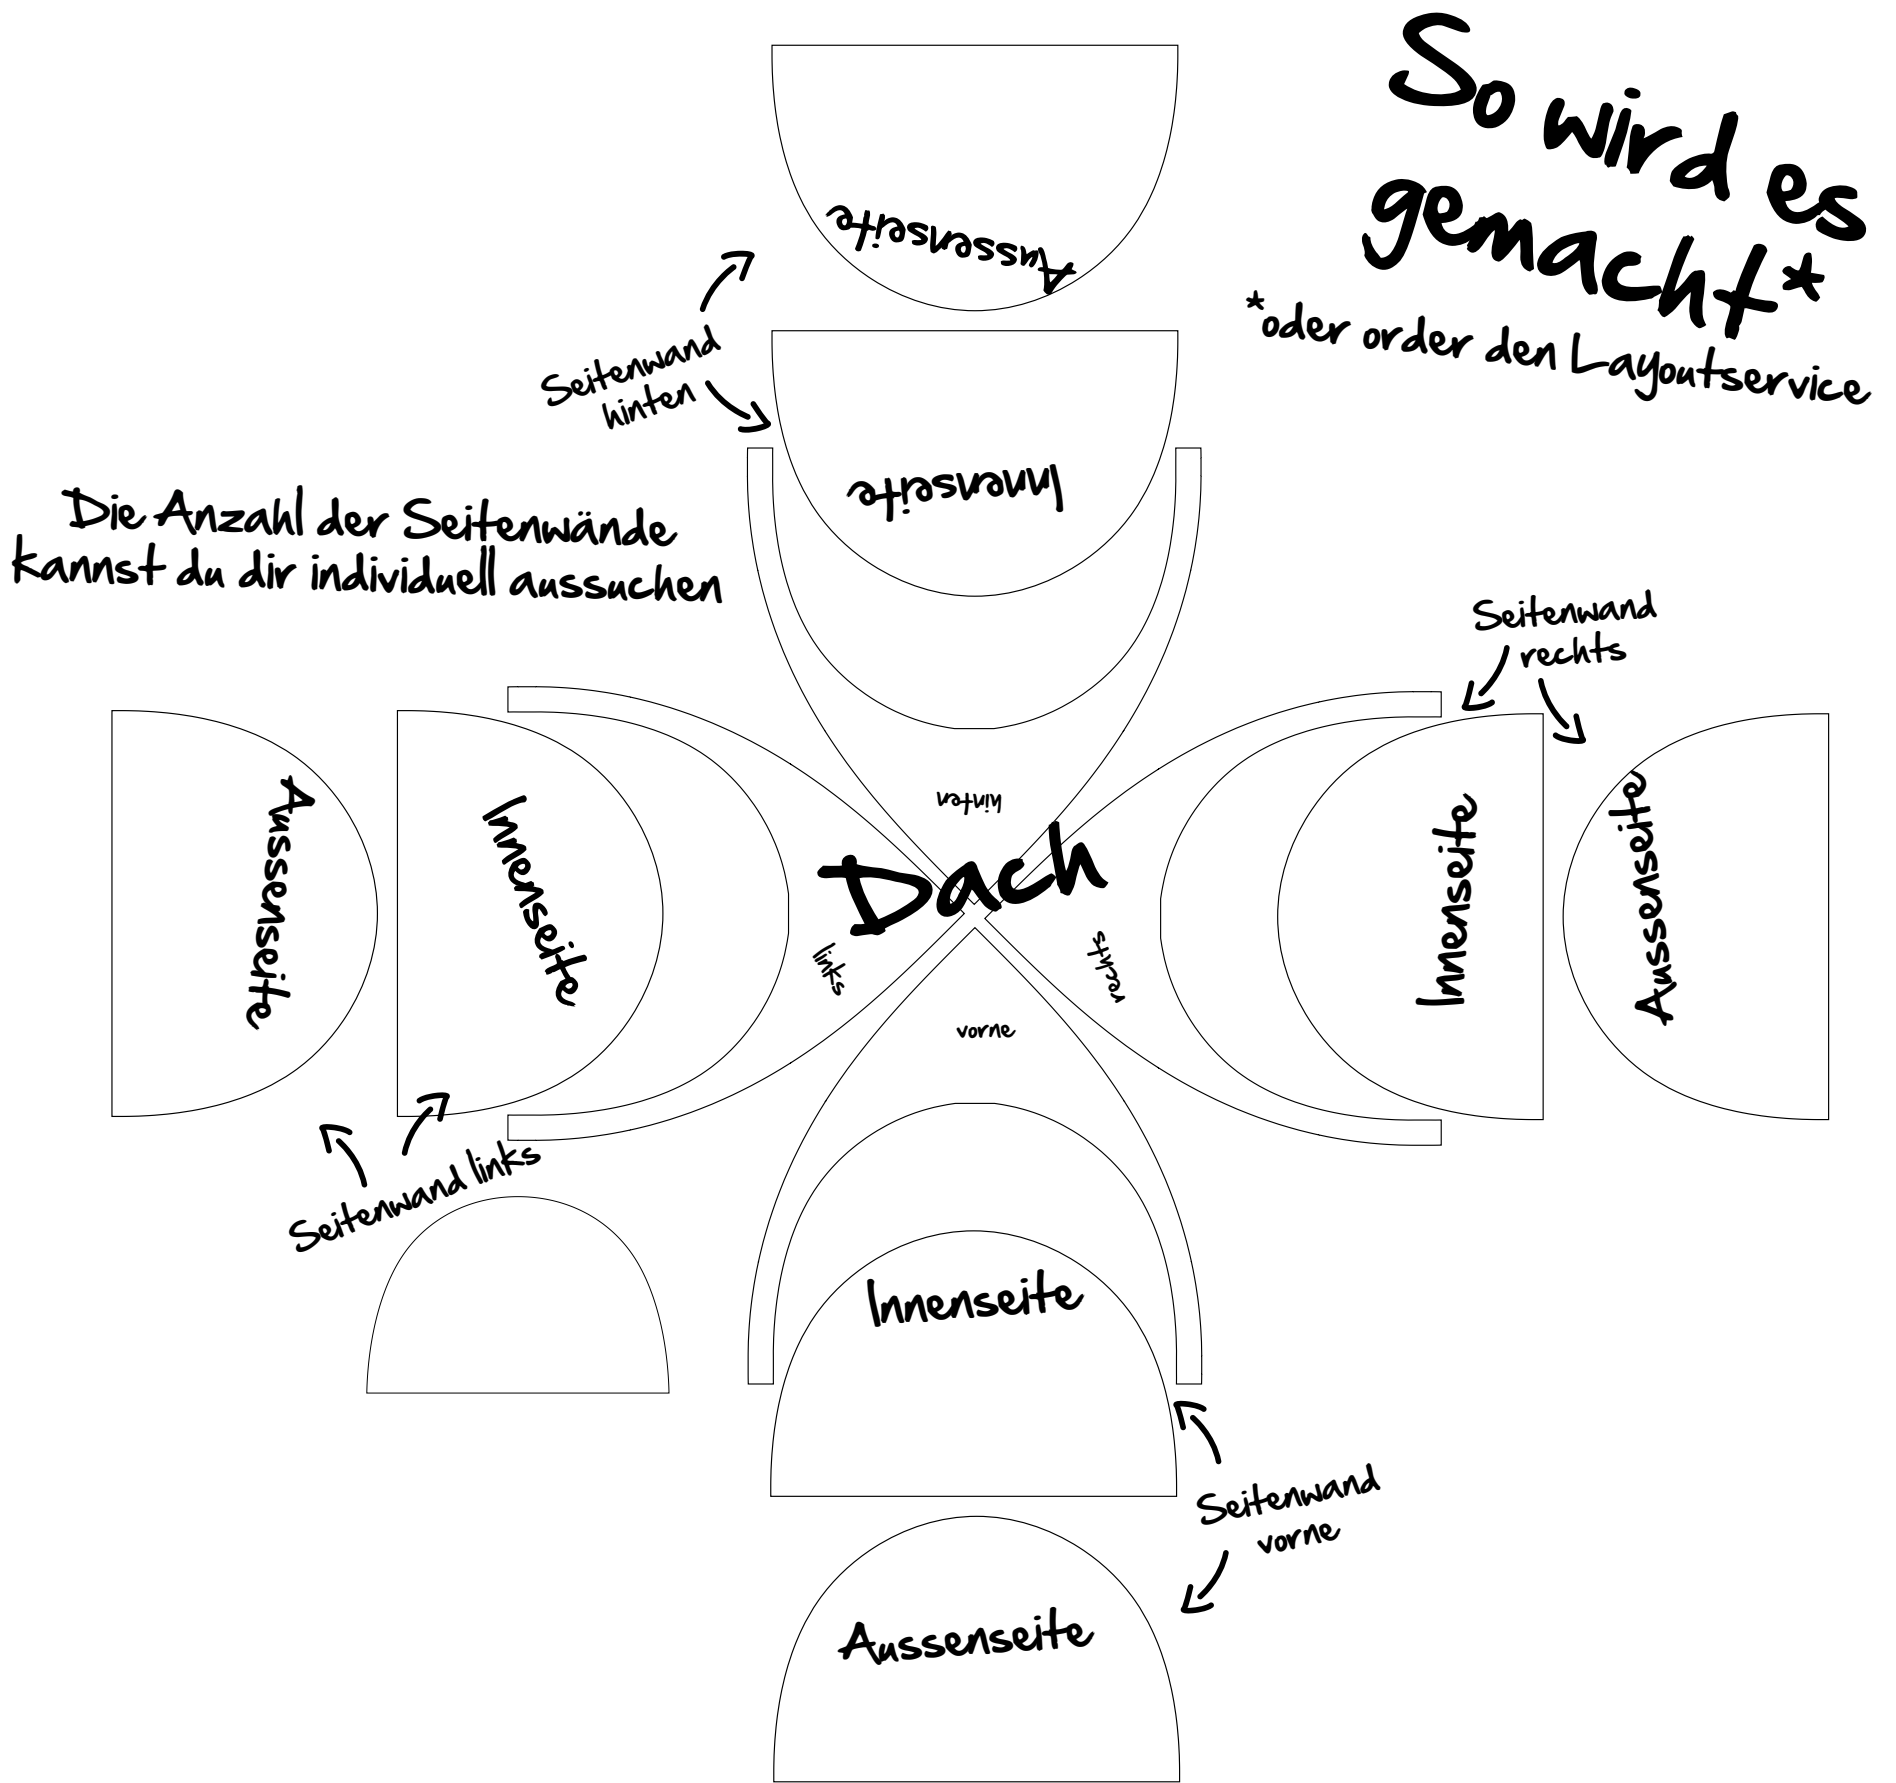 So wird es
gemacht*
*oder order den Layoutservice
Aussenseite
Seitenwand
hinten
Innenseite
Die Anzahl der Seitenwände
kannst du dir individuell aussuchen
Seitenwand
rechts
Aussenseite
Innenseite
hinten
Dach
links
rechts
vorne
Innenseite
Aussenseite
Seitenwand links
Innenseite
Seitenwand
vorne
Aussenseite